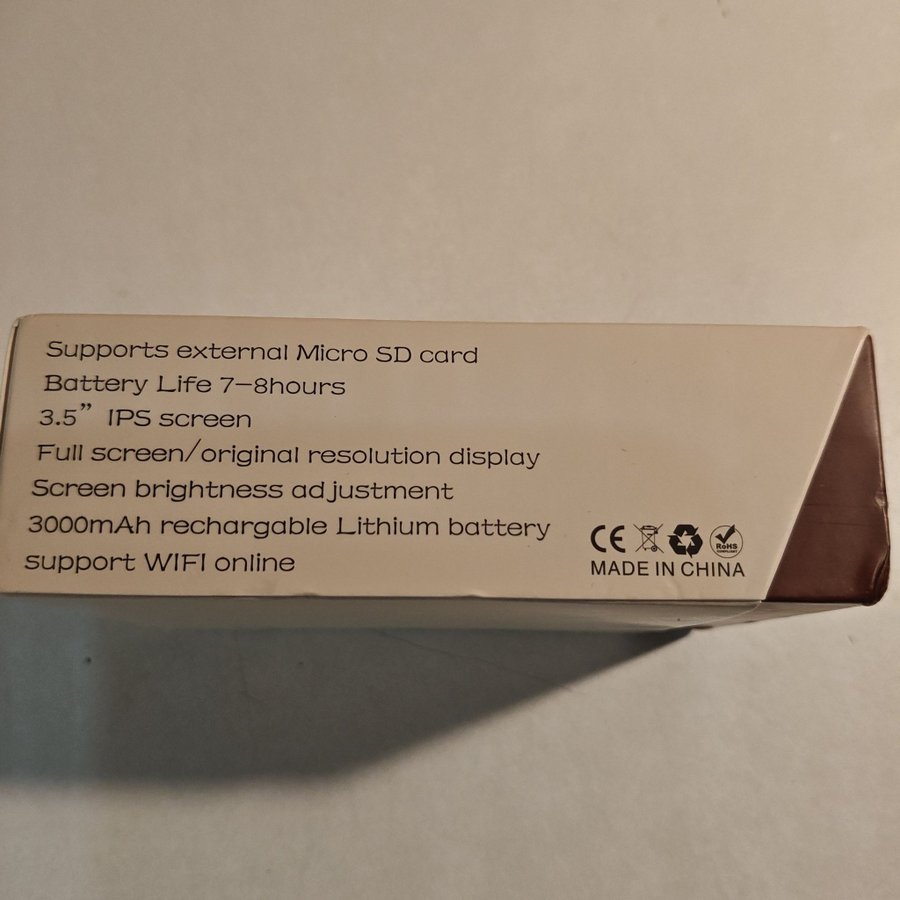 Supports external Micro SD card
Battery Life 7-8hours
3.5” IPS screen
Full screen/original resolution display
Screen brightness adjustment
3000mAh rechargable Lithium battery
support WIFI online
CE
RoHS
COMPLIANT
MADE IN CHINA